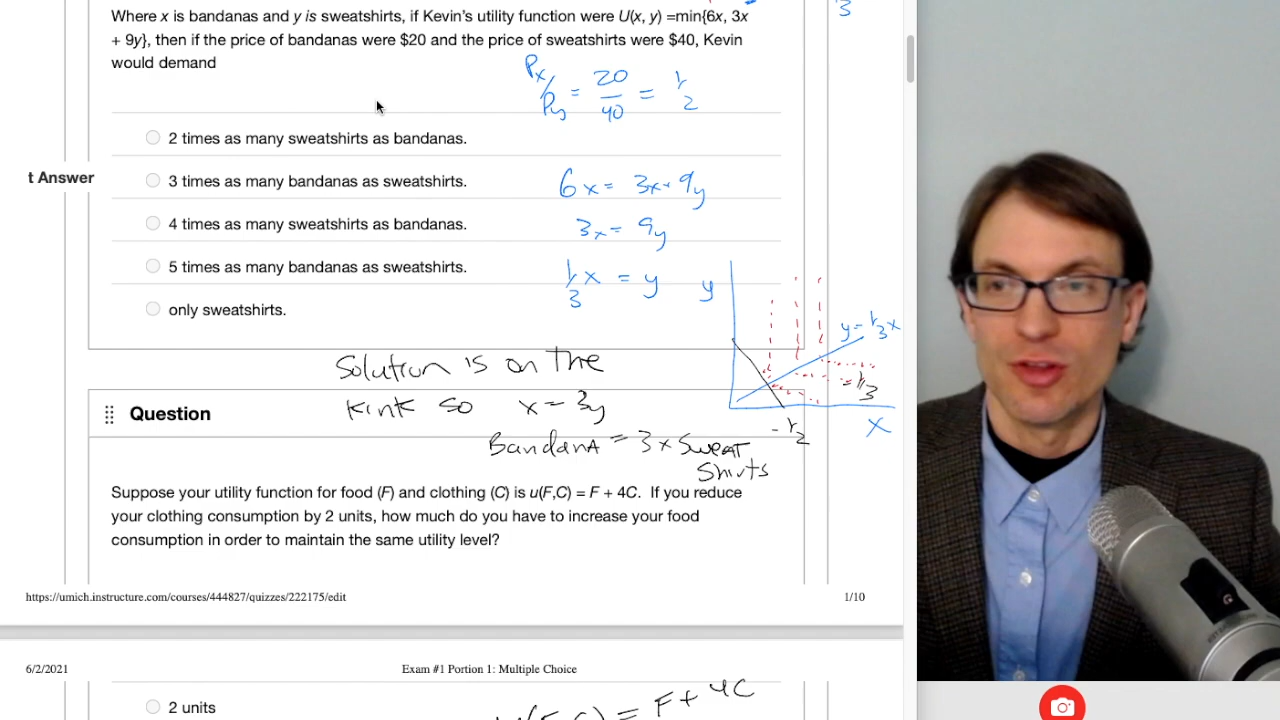 3
Where x is bandanas and y is sweatshirts, if Kevin's utility function were U(x, y) =min{6x, 3x
+ 9y}, then if the price of bandanas were $20 and the price of sweatshirts were $40, Kevin
would demand
Px/Py = 20/40 = 1/2
2 times as many sweatshirts as bandanas.
t Answer
3 times as many bandanas as sweatshirts.
6x = 3x+9y
4 times as many sweatshirts as bandanas.
3x = 9y
5 times as many bandanas as sweatshirts.
1/3 x = y
y
only sweatshirts.
y=1/3x
Solution is on the
kink so x=3y
=1/3
-1/2
x
Question
BandanA = 3 x Sweat
Shirts
Suppose your utility function for food (F) and clothing (C) is u(F,C) = F + 4C. If you reduce
your clothing consumption by 2 units, how much do you have to increase your food
consumption in order to maintain the same utility level?
https://umich.instructure.com/courses/444827/quizzes/222175/edit
1/10
6/2/2021
Exam #1 Portion 1: Multiple Choice
2 units
u(F,C) = F + 4C